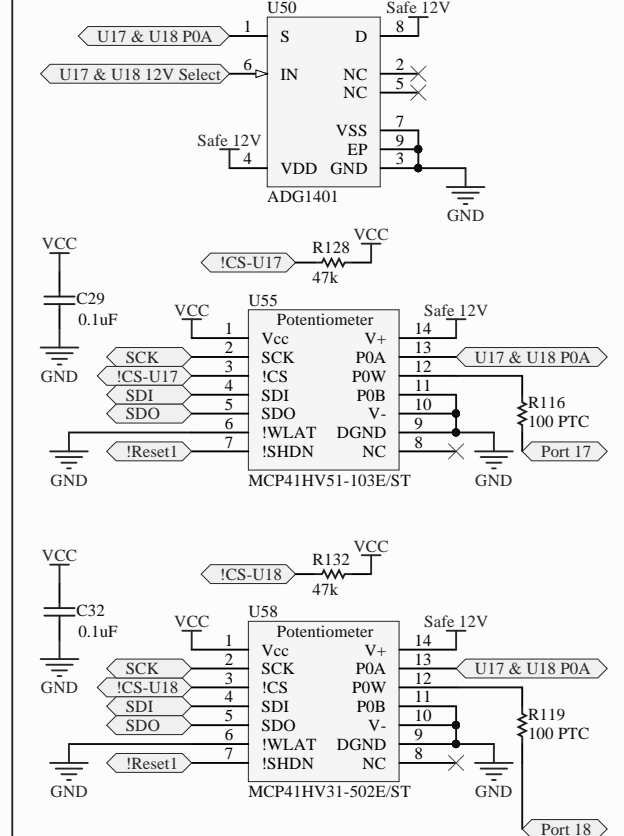 U50 Safe 12V
U17 & U18 P0A 1 S D 8
U17 & U18 12V Select 6 IN NC 2
NC 5
VSS 7
Safe 12V EP 9
4 VDD GND 3
ADG1401
GND
VCC
!CS-U17 R128 VCC
47k
C29
0.1uF
GND
VCC U55 Safe 12V
Potentiometer
1 Vcc V+ 14
SCK 2 SCK P0A 13 U17 & U18 P0A
!CS-U17 3 !CS P0W 12
SDI 4 SDI P0B 11
SDO 5 SDO V- 10
6 !WLAT DGND 9
!Reset1 7 !SHDN NC 8
R116
100 PTC
Port 17
GND MCP41HV51-103E/ST GND
VCC
!CS-U18 R132 VCC
47k
C32
0.1uF
GND
VCC U58 Safe 12V
Potentiometer
1 Vcc V+ 14
SCK 2 SCK P0A 13 U17 & U18 P0A
!CS-U18 3 !CS P0W 12
SDI 4 SDI P0B 11
SDO 5 SDO V- 10
6 !WLAT DGND 9
!Reset1 7 !SHDN NC 8
R119
100 PTC
GND MCP41HV31-502E/ST GND
Port 18